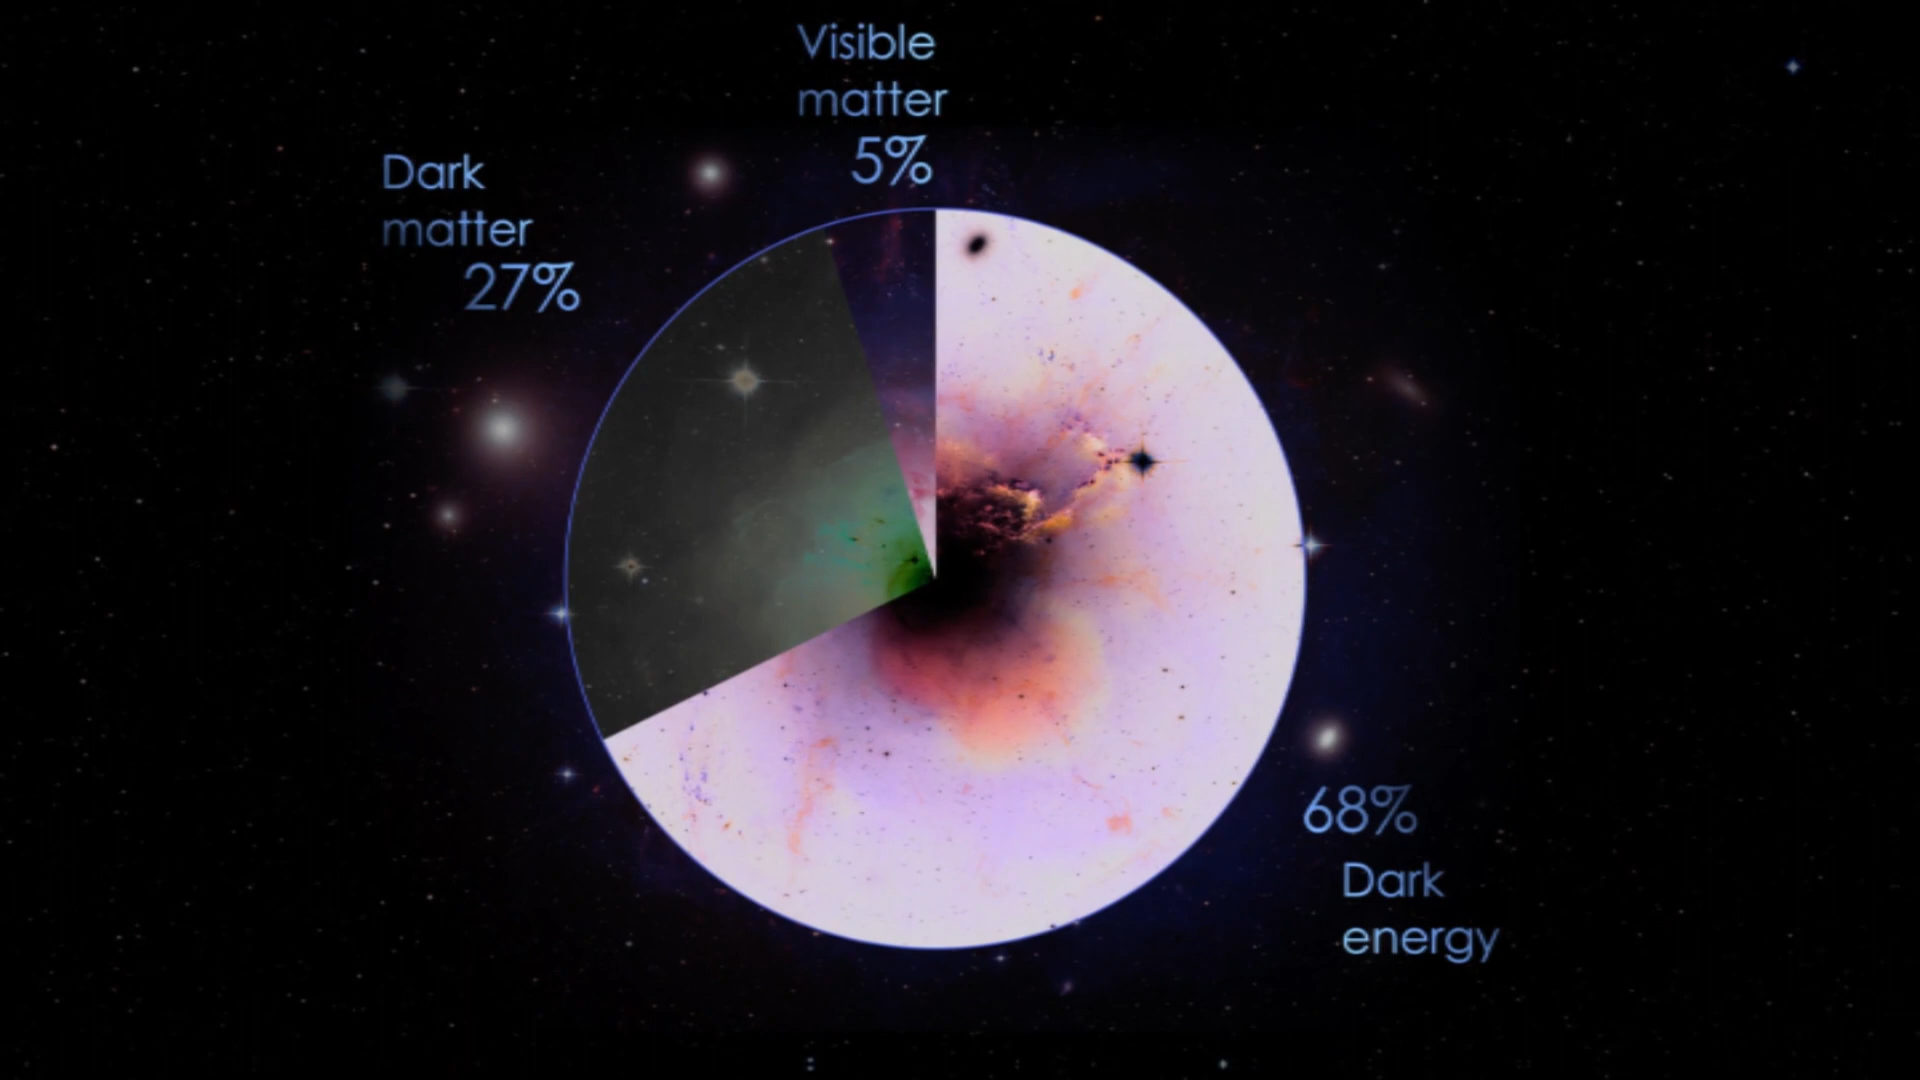 Visible
matter
5%
Dark
matter
27%
68%
Dark
energy